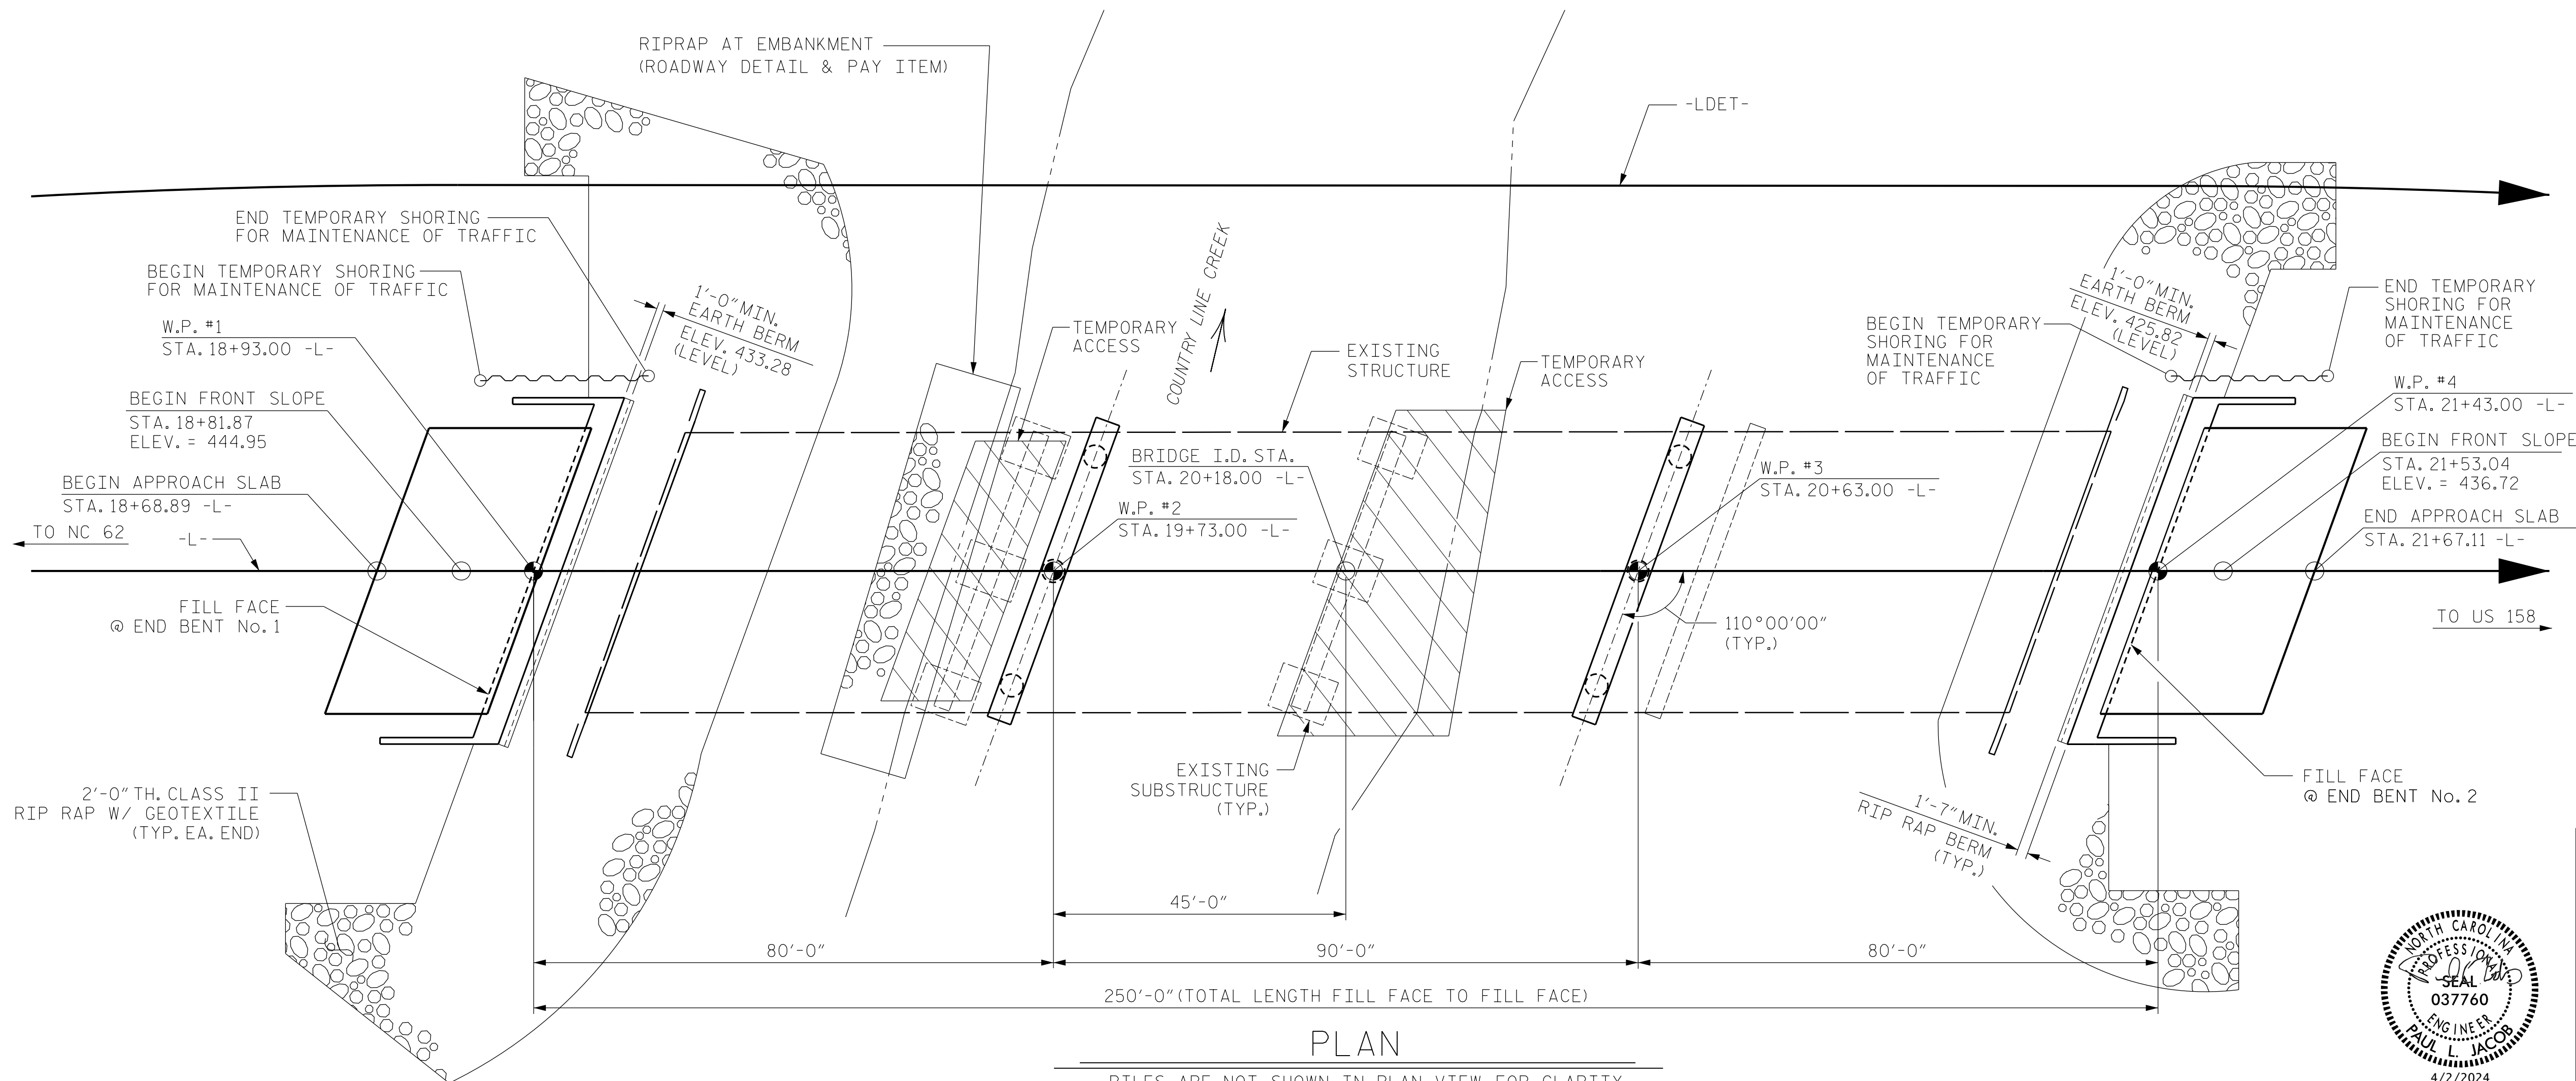 RIPRAP AT EMBANKMENT
(ROADWAY DETAIL & PAY ITEM)
-LDET-
END TEMPORARY SHORING
FOR MAINTENANCE OF TRAFFIC
BEGIN TEMPORARY SHORING
FOR MAINTENANCE OF TRAFFIC
W.P. #1
STA. 18+93.00 -L-
BEGIN FRONT SLOPE
STA. 18+81.87
ELEV. = 444.95
BEGIN APPROACH SLAB
STA. 18+68.89 -L-
TO NC 62
-L-
FILL FACE
@ END BENT No. 1
2'-0" TH. CLASS II
RIP RAP W/ GEOTEXTILE
(TYP. EA. END)
1'-0" MIN.
EARTH BERM
ELEV. 433.28
(LEVEL)
TEMPORARY
ACCESS
COUNTRY LINE CREEK
EXISTING
STRUCTURE
TEMPORARY
ACCESS
BRIDGE I.D. STA.
STA. 20+18.00 -L-
W.P. #2
STA. 19+73.00 -L-
W.P. #3
STA. 20+63.00 -L-
110°00'00"
(TYP.)
EXISTING
SUBSTRUCTURE
(TYP.)
BEGIN TEMPORARY
SHORING FOR
MAINTENANCE
OF TRAFFIC
1'-0" MIN.
EARTH BERM
ELEV. 425.82
(LEVEL)
END TEMPORARY
SHORING FOR
MAINTENANCE
OF TRAFFIC
W.P. #4
STA. 21+43.00 -L-
BEGIN FRONT SLOPE
STA. 21+53.04
ELEV. = 436.72
END APPROACH SLAB
STA. 21+67.11 -L-
TO US 158
FILL FACE
@ END BENT No. 2
1'-7" MIN.
RIP RAP BERM
(TYP.)
45'-0"
80'-0"
90'-0"
80'-0"
250'-0" (TOTAL LENGTH FILL FACE TO FILL FACE)
PLAN
PILES ARE NOT SHOWN IN PLAN VIEW FOR CLARITY
NORTH CAROLINA
PROFESSIONAL
SEAL
037760
ENGINEER
PAUL L. JACOB
4/2/2024